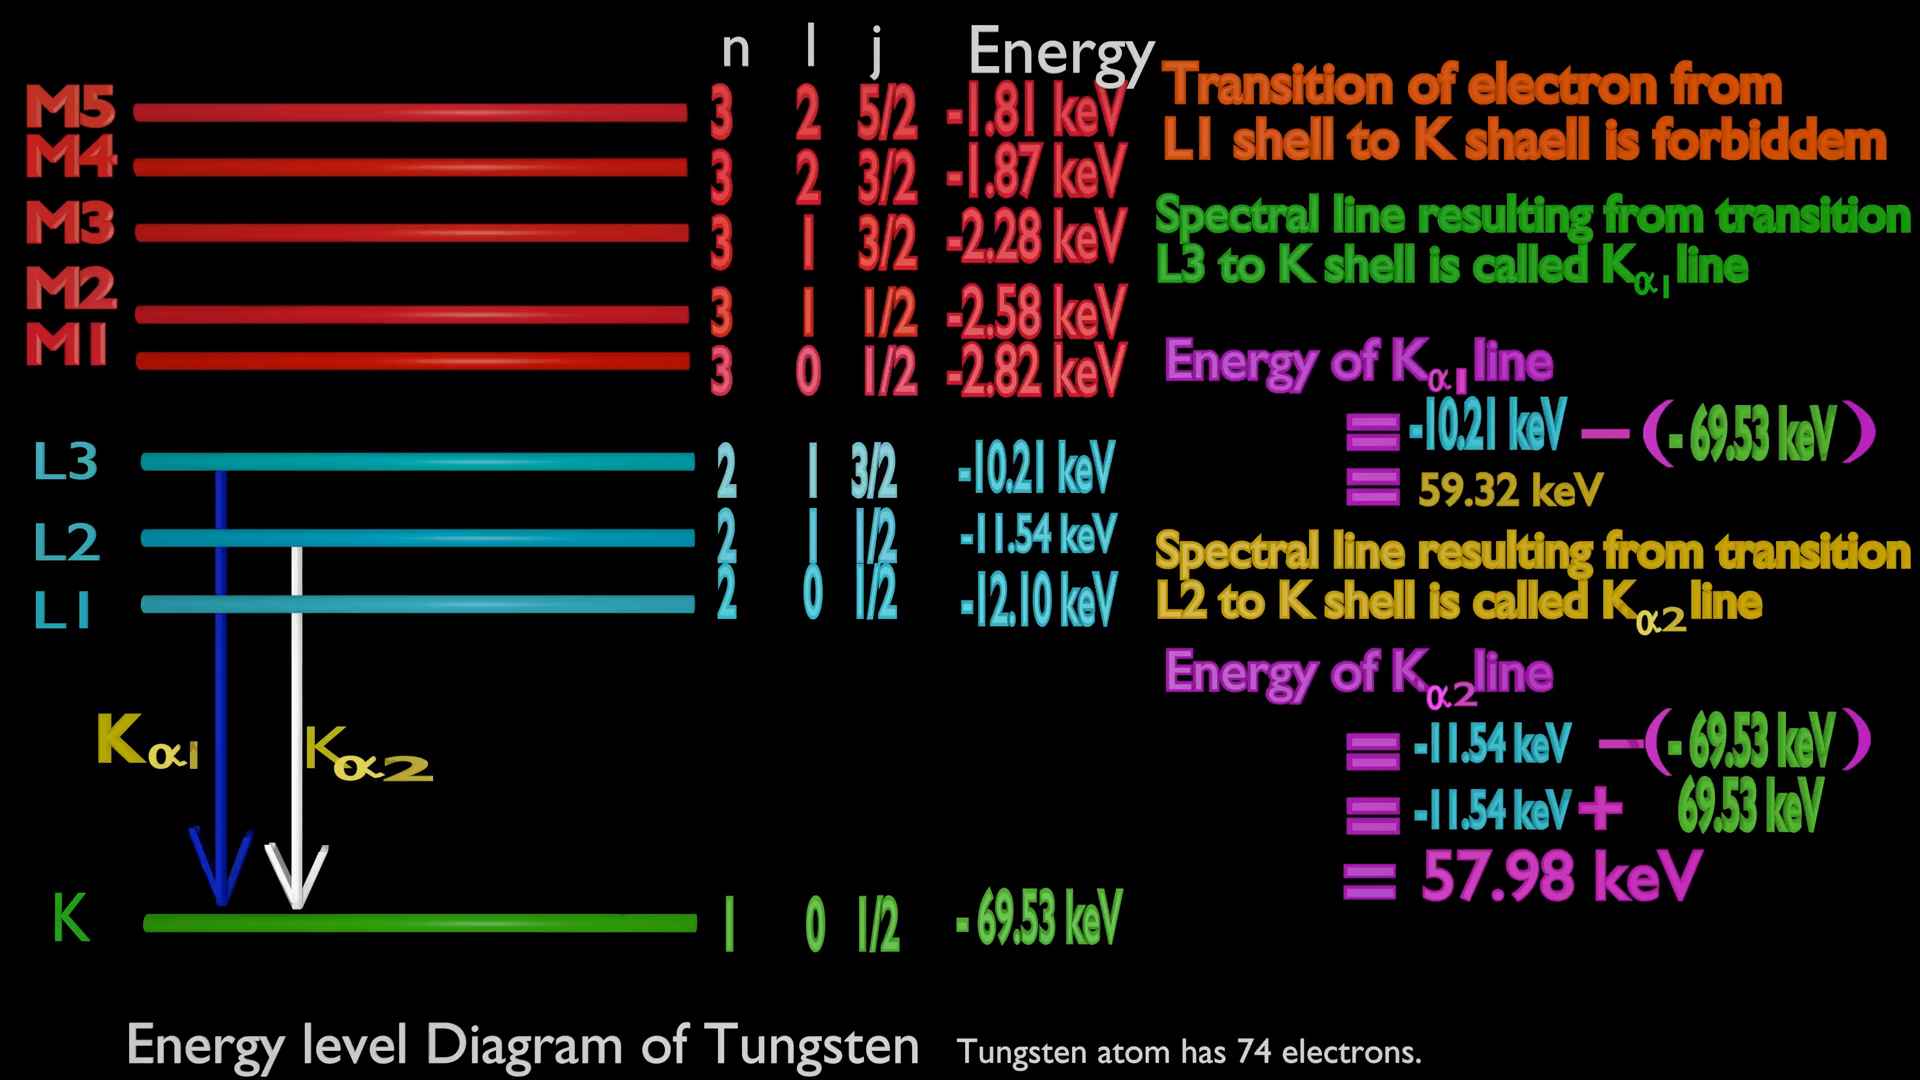 n l j Energy
M5 3 2 5/2 -1.81 keV
M4 3 2 3/2 -1.87 keV
M3 3 1 3/2 -2.28 keV
M2 3 1 1/2 -2.58 keV
M1 3 0 1/2 -2.82 keV
L3 2 1 3/2 -10.21 keV
L2 2 1 1/2 -11.54 keV
L1 2 0 1/2 -12.10 keV
Kα1 Kα2
K 1 0 1/2 - 69.53 keV
Transition of electron from
L1 shell to K shaell is forbiddem
Spectral line resulting from transition
L3 to K shell is called Kα1 line
Energy of Kα1 line
= -10.21 keV — (- 69.53 keV)
= 59.32 keV
Spectral line resulting from transition
L2 to K shell is called Kα2 line
Energy of Kα2 line
= -11.54 keV — (- 69.53 keV)
= -11.54 keV + 69.53 keV
= 57.98 keV
Energy level Diagram of Tungsten Tungsten atom has 74 electrons.